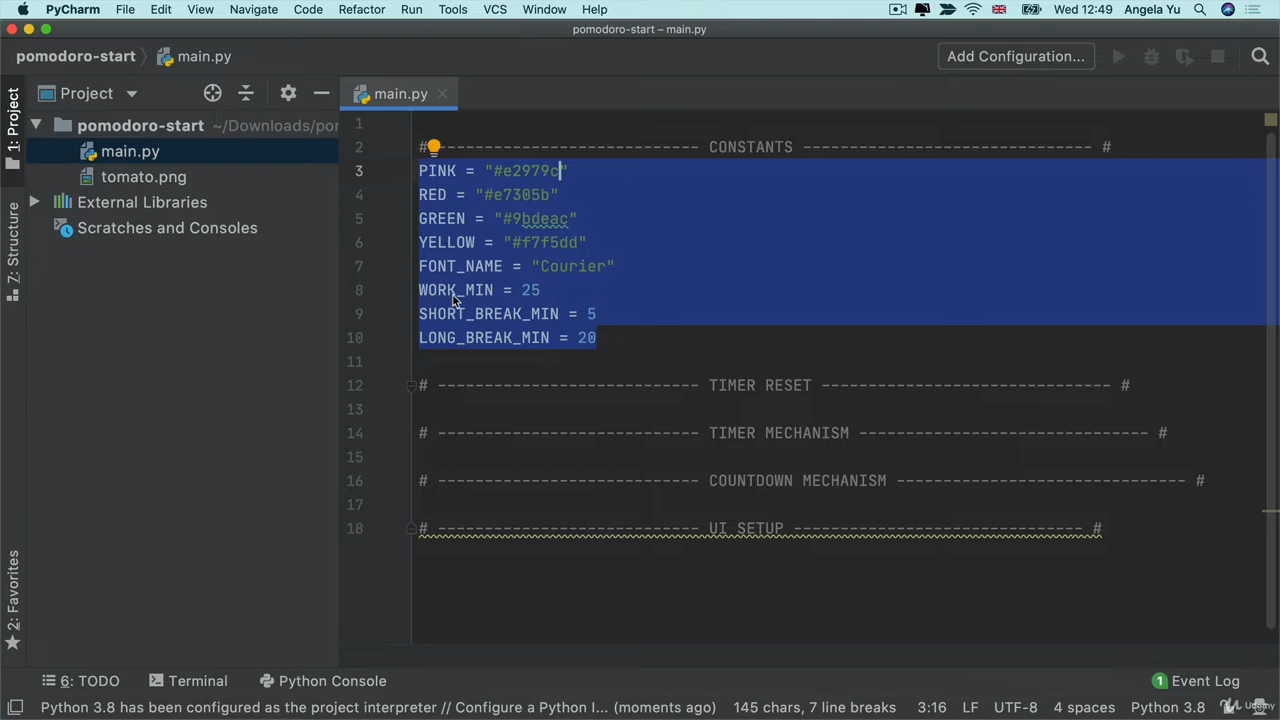 PyCharm File Edit View Navigate Code Refactor Run Tools VCS Window Help Wed 12:49 Angela Yu
pomodoro-start – main.py
pomodoro-start main.py Add Configuration...
Project main.py
1: Project
Z: Structure
2: Favorites
pomodoro-start ~/Downloads/por
main.py
tomato.png
External Libraries
Scratches and Consoles
1
2 # --------------------------- CONSTANTS ------------------------------- #
3 PINK = "#e2979c"
4 RED = "#e7305b"
5 GREEN = "#9bdeac"
6 YELLOW = "#f7f5dd"
7 FONT_NAME = "Courier"
8 WORK_MIN = 25
9 SHORT_BREAK_MIN = 5
10 LONG_BREAK_MIN = 20
11
12 # ---------------------------- TIMER RESET ------------------------------- #
13
14 # ---------------------------- TIMER MECHANISM ------------------------------- #
15
16 # ---------------------------- COUNTDOWN MECHANISM ------------------------------- #
17
18 # ---------------------------- UI SETUP ------------------------------- #
6: TODO Terminal Python Console 1 Event Log
Python 3.8 has been configured as the project interpreter // Configure a Python I... (moments ago) 145 chars, 7 line breaks 3:16 LF UTF-8 4 spaces Python 3.8